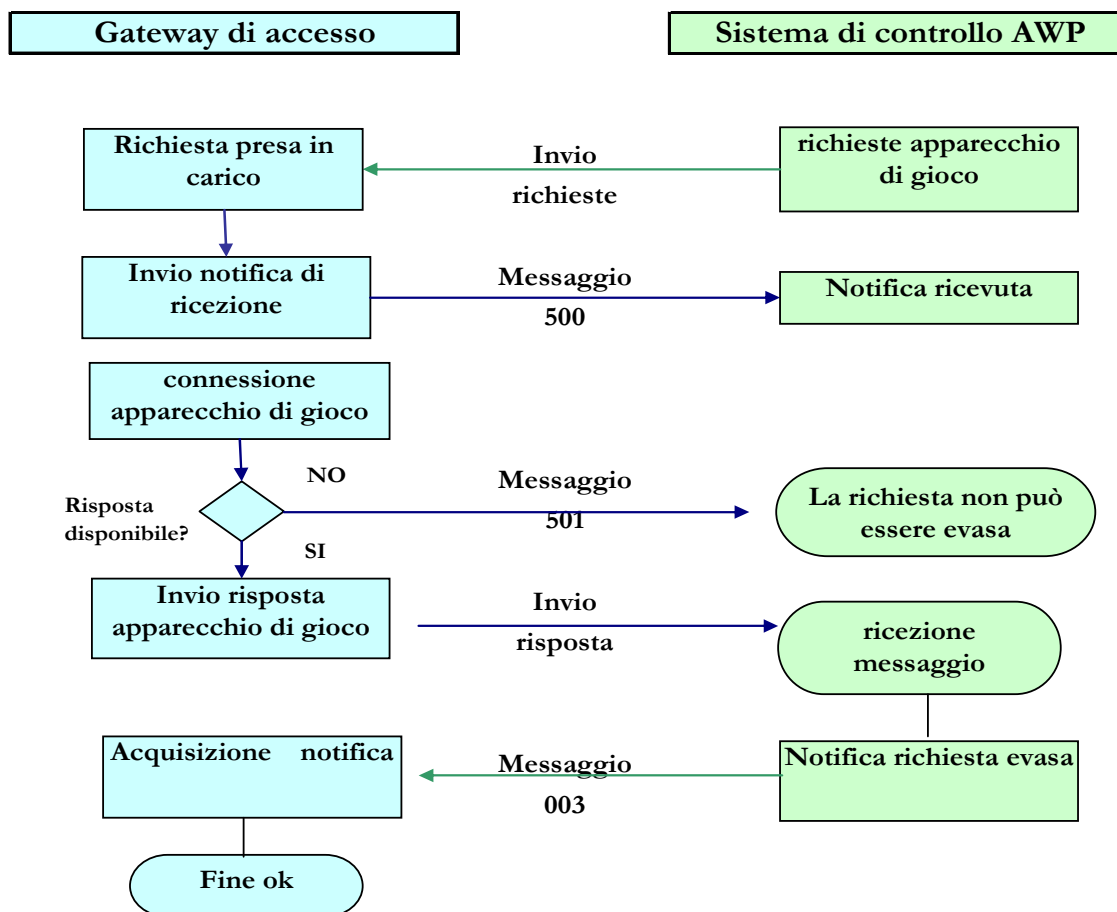 Gateway di accesso
Sistema di controllo AWP
Richiesta presa in
carico
Invio
richieste
richieste apparecchio
di gioco
Invio notifica di
ricezione
Messaggio
500
Notifica ricevuta
connessione
apparecchio di gioco
Risposta
disponibile?
NO
Messaggio
501
La richiesta non può
essere evasa
SI
Invio risposta
apparecchio di gioco
Invio
risposta
ricezione
messaggio
Acquisizione notifica
Messaggio
003
Notifica richiesta evasa
Fine ok